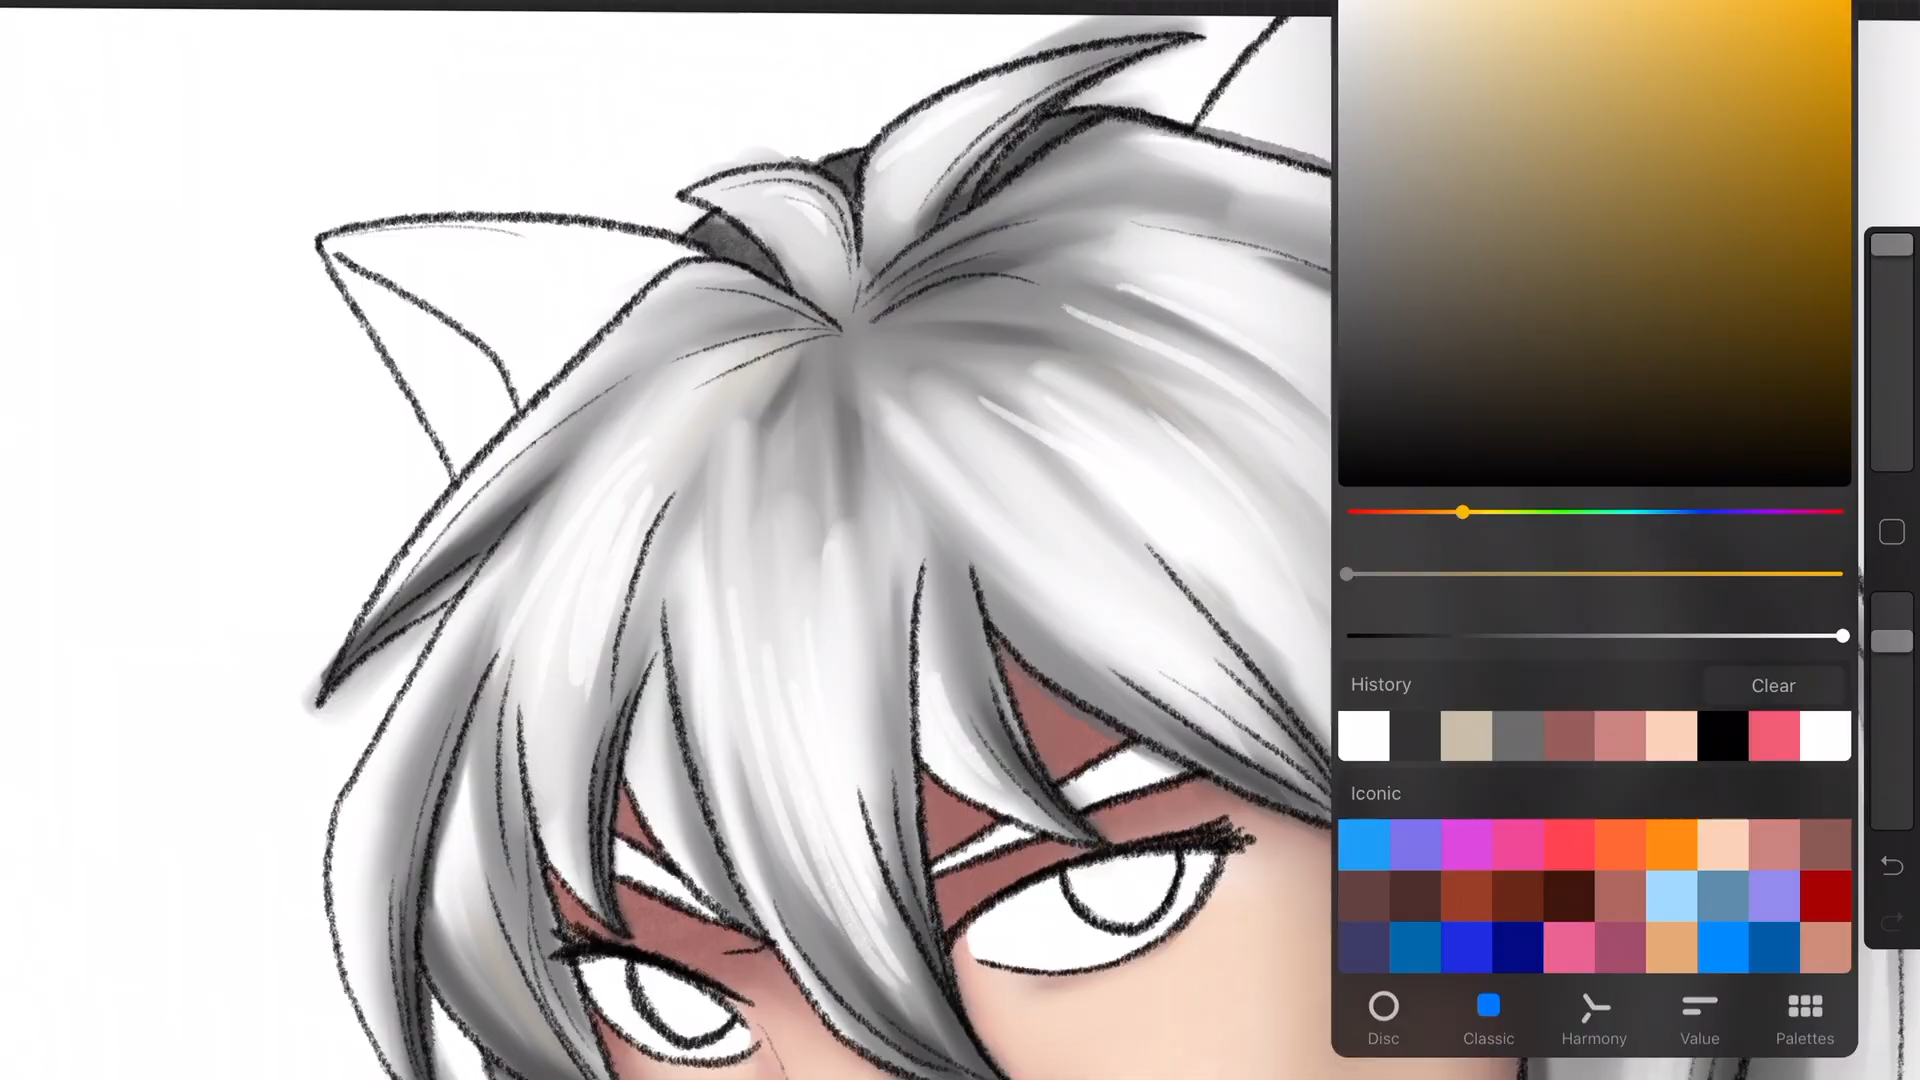 History
Clear
Iconic
Disc
Classic
Harmony
Value
Palettes